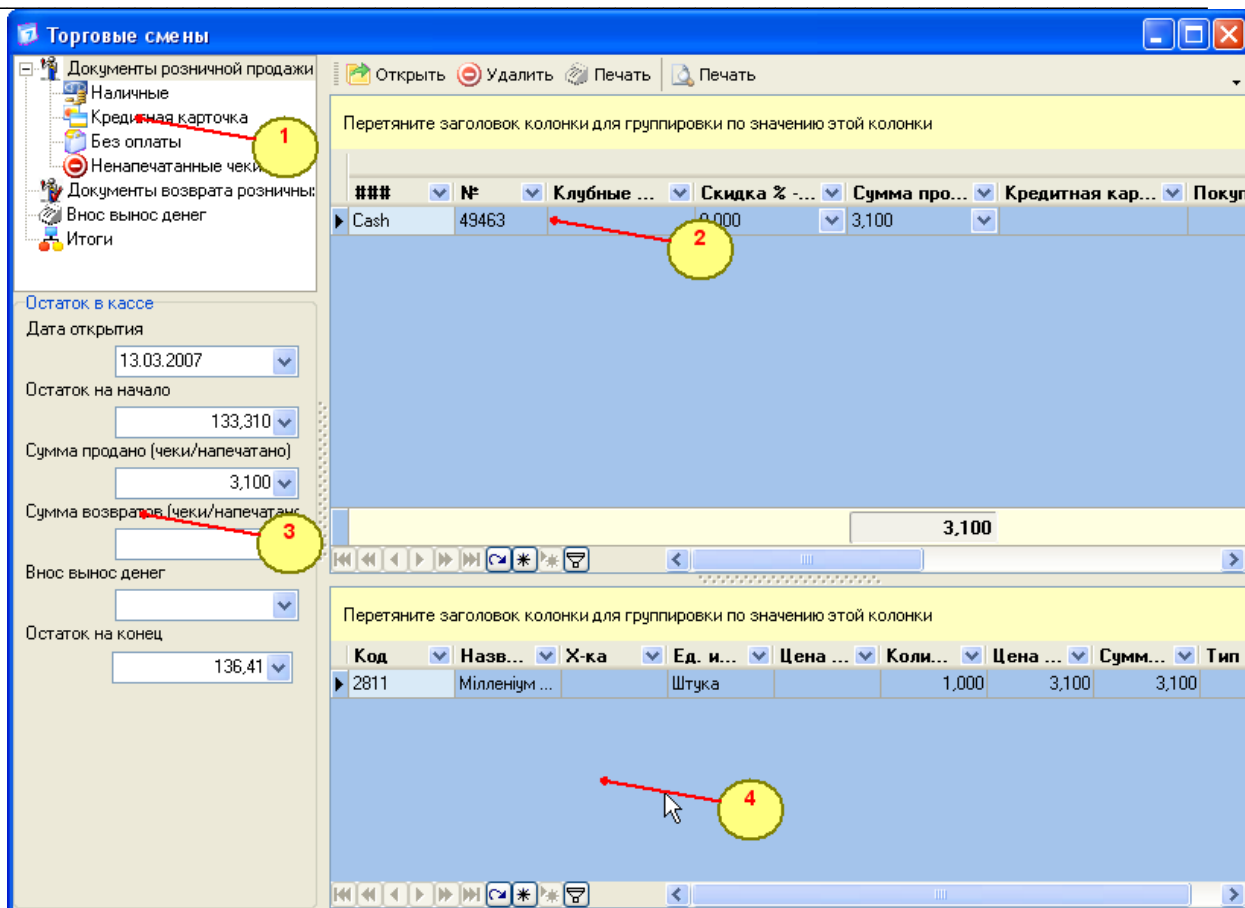 Торговые смены
Документы розничной продажи
Наличные
Кредитная карточка
Без оплаты
Ненапечатанные чеки
Документы возврата розничных
Внос вынос денег
Итоги
1
Остаток в кассе
Дата открытия
13.03.2007
Остаток на начало
133,310
Сумма продано (чеки/напечатано)
3,100
Сумма возвратов (чеки/напечатано
3
Внос вынос денег
Остаток на конец
136,41
Открыть Удалить Печать Печать
Перетяните заголовок колонки для группировки по значению этой колонки
### № Клубные ... Скидка % -... Сумма про... Кредитная кар... Покуп
Cash 49463 0,000 3,100
2
3,100
Перетяните заголовок колонки для группировки по значению этой колонки
Код Назв... Х-ка Ед. и... Цена ... Коли... Цена ... Сумм... Тип
2811 Мілленіум ... Штука 1,000 3,100 3,100
4